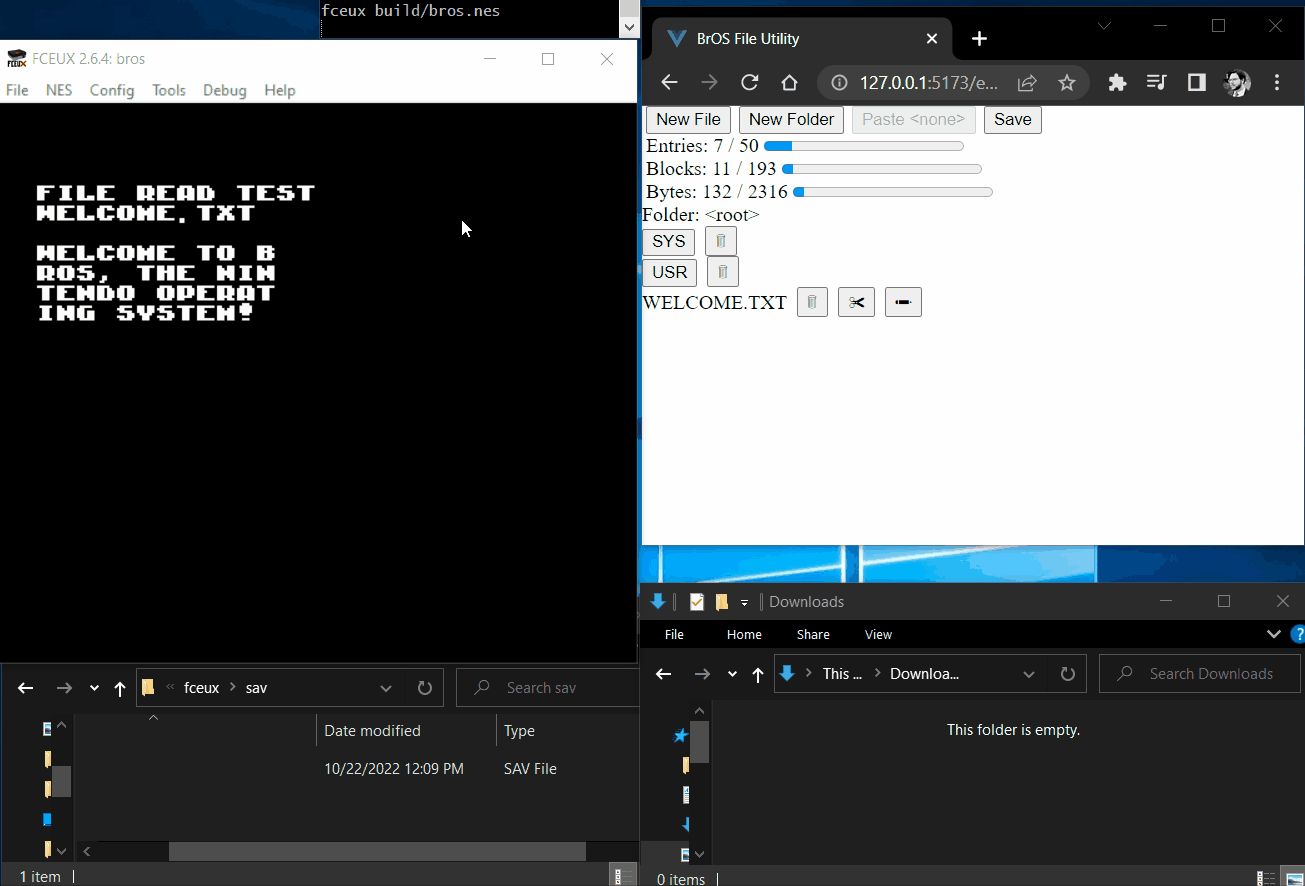 fceux build/bros.nes
FCEUX 2.6.4: bros
File NES Config Tools Debug Help
FILE READ TEST
WELCOME.TXT
WELCOME TO B
ROS, THE NIN
TENDO OPERAT
ING SYSTEM!
« fceux > sav
Search sav
Date modified Type
10/22/2022 12:09 PM SAV File
1 item
BrOS File Utility
127.0.0.1:5173/e...
New File New Folder Paste <none> Save
Entries: 7 / 50
Blocks: 11 / 193
Bytes: 132 / 2316
Folder: <root>
SYS
USR
WELCOME.TXT
Downloads
File Home Share View
This ... > Downloa...
Search Downloads
This folder is empty.
0 items